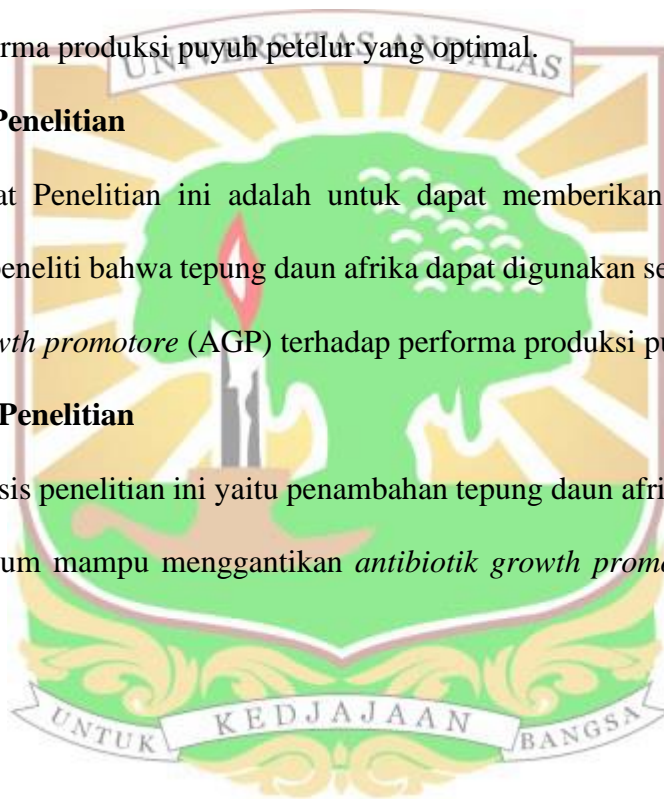 rma produksi puyuh petelur yang optimal.
UNIVERSITAS ANDALAS
Penelitian
at Penelitian ini adalah untuk dapat memberikan
peneliti bahwa tepung daun afrika dapat digunakan se
wth promotore (AGP) terhadap performa produksi pu
Penelitian
sis penelitian ini yaitu penambahan tepung daun afri
um mampu menggantikan antibiotik growth prom
UNTUK KEDJAJAAN BANGSA